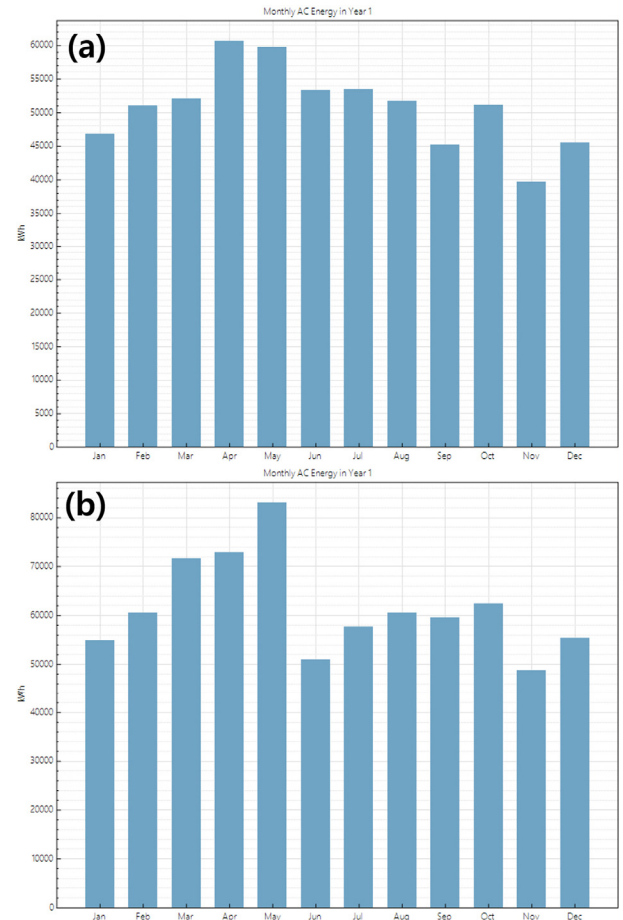 Monthly AC Energy in Year 1
(a)
60000
55000
50000
45000
40000
35000
30000
25000
20000
15000
10000
5000
0
kWh
Jan Feb Mar Apr May Jun Jul Aug Sep Oct Nov Dec
Monthly AC Energy in Year 1
(b)
80000
70000
60000
50000
40000
30000
20000
10000
0
kWh
Jan Feb Mar Apr May Jun Jul Aug Sep Oct Nov Dec